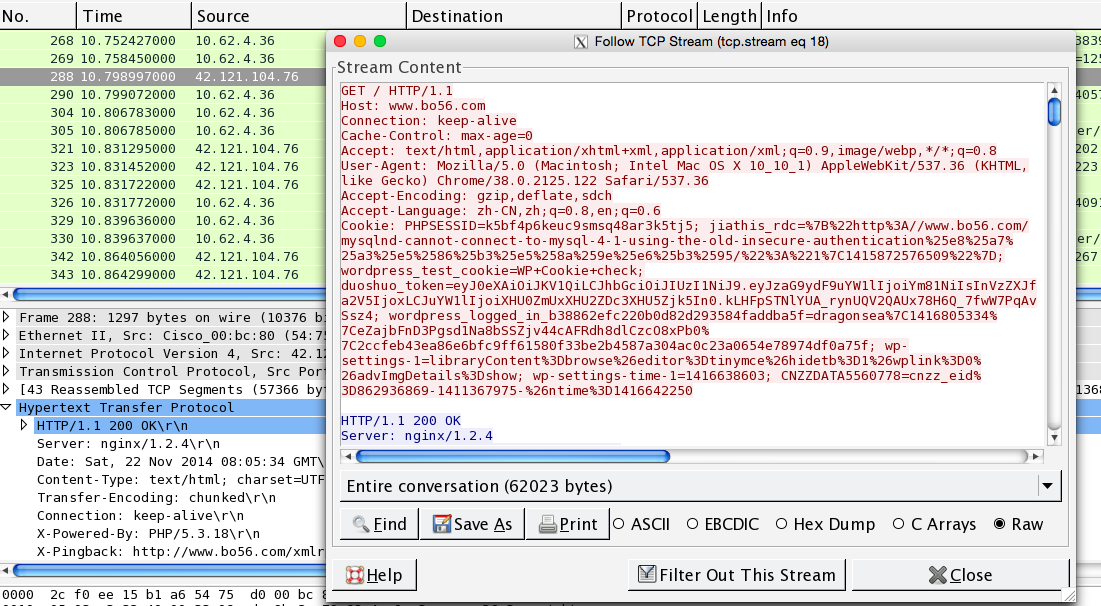 No. Time Source Destination Protocol Length Info
268 10.752427000 10.62.4.36
269 10.758450000 10.62.4.36
288 10.798997000 42.121.104.76
290 10.799072000 10.62.4.36
304 10.806783000 10.62.4.36
305 10.806785000 10.62.4.36
321 10.831295000 42.121.104.76
323 10.831452000 42.121.104.76
325 10.831722000 42.121.104.76
326 10.831772000 10.62.4.36
329 10.839636000 10.62.4.36
330 10.839637000 10.62.4.36
342 10.864056000 42.121.104.76
343 10.864299000 42.121.104.76
Frame 288: 1297 bytes on wire (10376 bi
Ethernet II, Src: Cisco_00:bc:80 (54:75
Internet Protocol Version 4, Src: 42.12
Transmission Control Protocol, Src Port
[43 Reassembled TCP Segments (57366 byt
Hypertext Transfer Protocol
HTTP/1.1 200 OK\r\n
Server: nginx/1.2.4\r\n
Date: Sat, 22 Nov 2014 08:05:34 GMT\
Content-Type: text/html; charset=UTF
Transfer-Encoding: chunked\r\n
Connection: keep-alive\r\n
X-Powered-By: PHP/5.3.18\r\n
X-Pingback: http://www.bo56.com/xmlr
0000 2c f0 ee 15 b1 a6 54 75 d0 00 bc 8
Follow TCP Stream (tcp.stream eq 18)
Stream Content
GET / HTTP/1.1
Host: www.bo56.com
Connection: keep-alive
Cache-Control: max-age=0
Accept: text/html,application/xhtml+xml,application/xml;q=0.9,image/webp,*/*;q=0.8
User-Agent: Mozilla/5.0 (Macintosh; Intel Mac OS X 10_10_1) AppleWebKit/537.36 (KHTML,
like Gecko) Chrome/38.0.2125.122 Safari/537.36
Accept-Encoding: gzip,deflate,sdch
Accept-Language: zh-CN,zh;q=0.8,en;q=0.6
Cookie: PHPSESSID=k5bf4p6keuc9smsq48ar3k5tj5; jiathis_rdc=%7B%22http%3A//www.bo56.com/
mysqlnd-cannot-connect-to-mysql-4-1-using-the-old-insecure-authentication%25e8%25a7%
25a3%25e5%2586%25b3%25e5%258a%259e%25e6%25b3%2595/%22%3A%221%7C1415872576509%22%7D;
wordpress_test_cookie=WP+Cookie+check;
duoshuo_token=eyJ0eXAiOiJKV1QiLCJhbGciOiJIUzI1NiJ9.eyJzaG9ydF9uYW1lIjoiYm81NiIsInVzZXJf
a2V5IjoxLCJuYW1lIjoiXHU0ZmUxXHU2ZDc3XHU5Zjk5In0.kLHFpSTNlYUA_rynUQV2QAUx78H6Q_7fwW7PqAv
Ssz4; wordpress_logged_in_b38862efc220b0d82d293584faddba5f=dragonsea%7C1416805334%
7CeZajbFnD3Pgsd1Na8bSSZjv44cAFRdh8dlCzcO8xPb0%
7C2ccfeb43ea86e6bfc9ff61580f33be2b4587a304ac0c23a0654e78974df0a75f; wp-
settings-1=libraryContent%3Dbrowse%26editor%3Dtinymce%26hidetb%3D1%26wplink%3D0%
26advImgDetails%3Dshow; wp-settings-time-1=1416638603; CNZZDATA5560778=cnzz_eid%
3D862936869-1411367975-%26ntime%3D1416642250
HTTP/1.1 200 OK
Server: nginx/1.2.4
Entire conversation (62023 bytes)
Find Save As Print ASCII EBCDIC Hex Dump C Arrays Raw
Help Filter Out This Stream Close